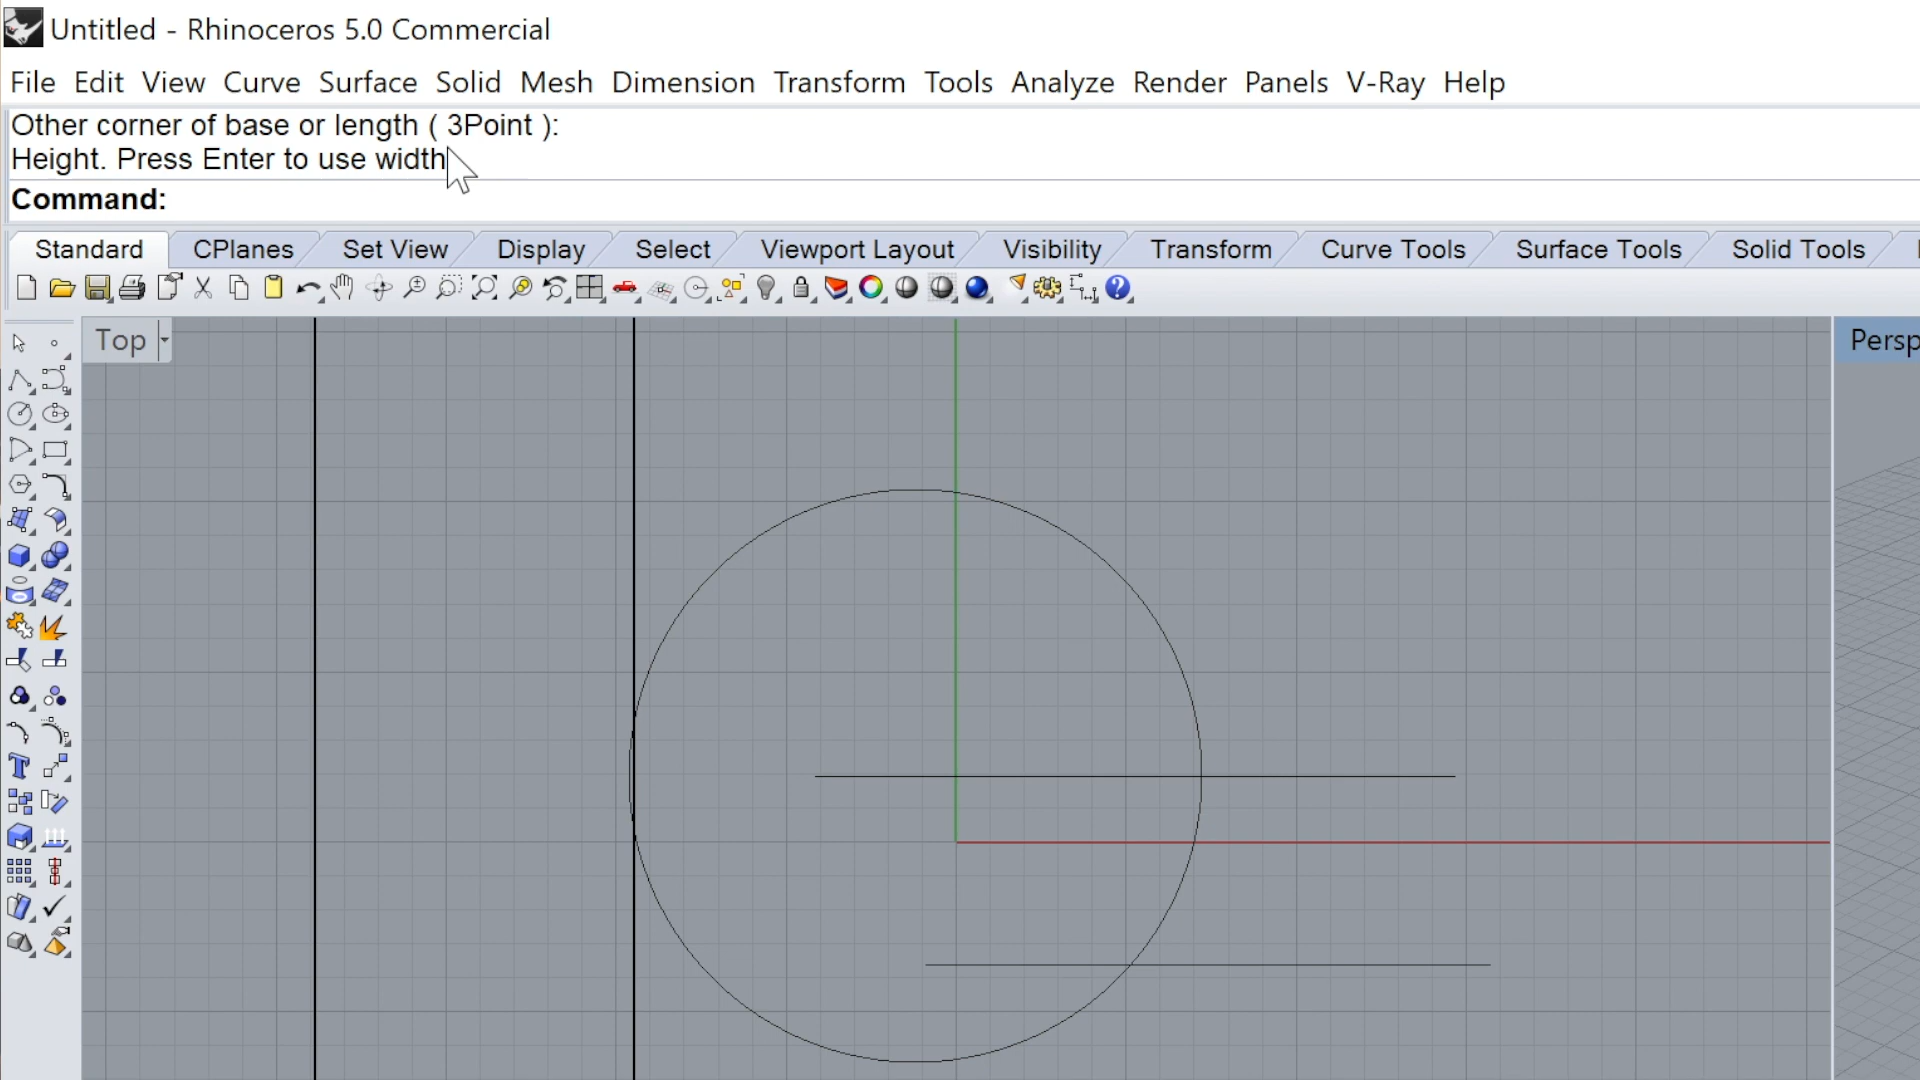 Untitled - Rhinoceros 5.0 Commercial
File Edit View Curve Surface Solid Mesh Dimension Transform Tools Analyze Render Panels V-Ray Help
Other corner of base or length ( 3Point ):
Height. Press Enter to use width
Command:
Standard CPlanes Set View Display Select Viewport Layout Visibility Transform Curve Tools Surface Tools Solid Tools
Top
Persp